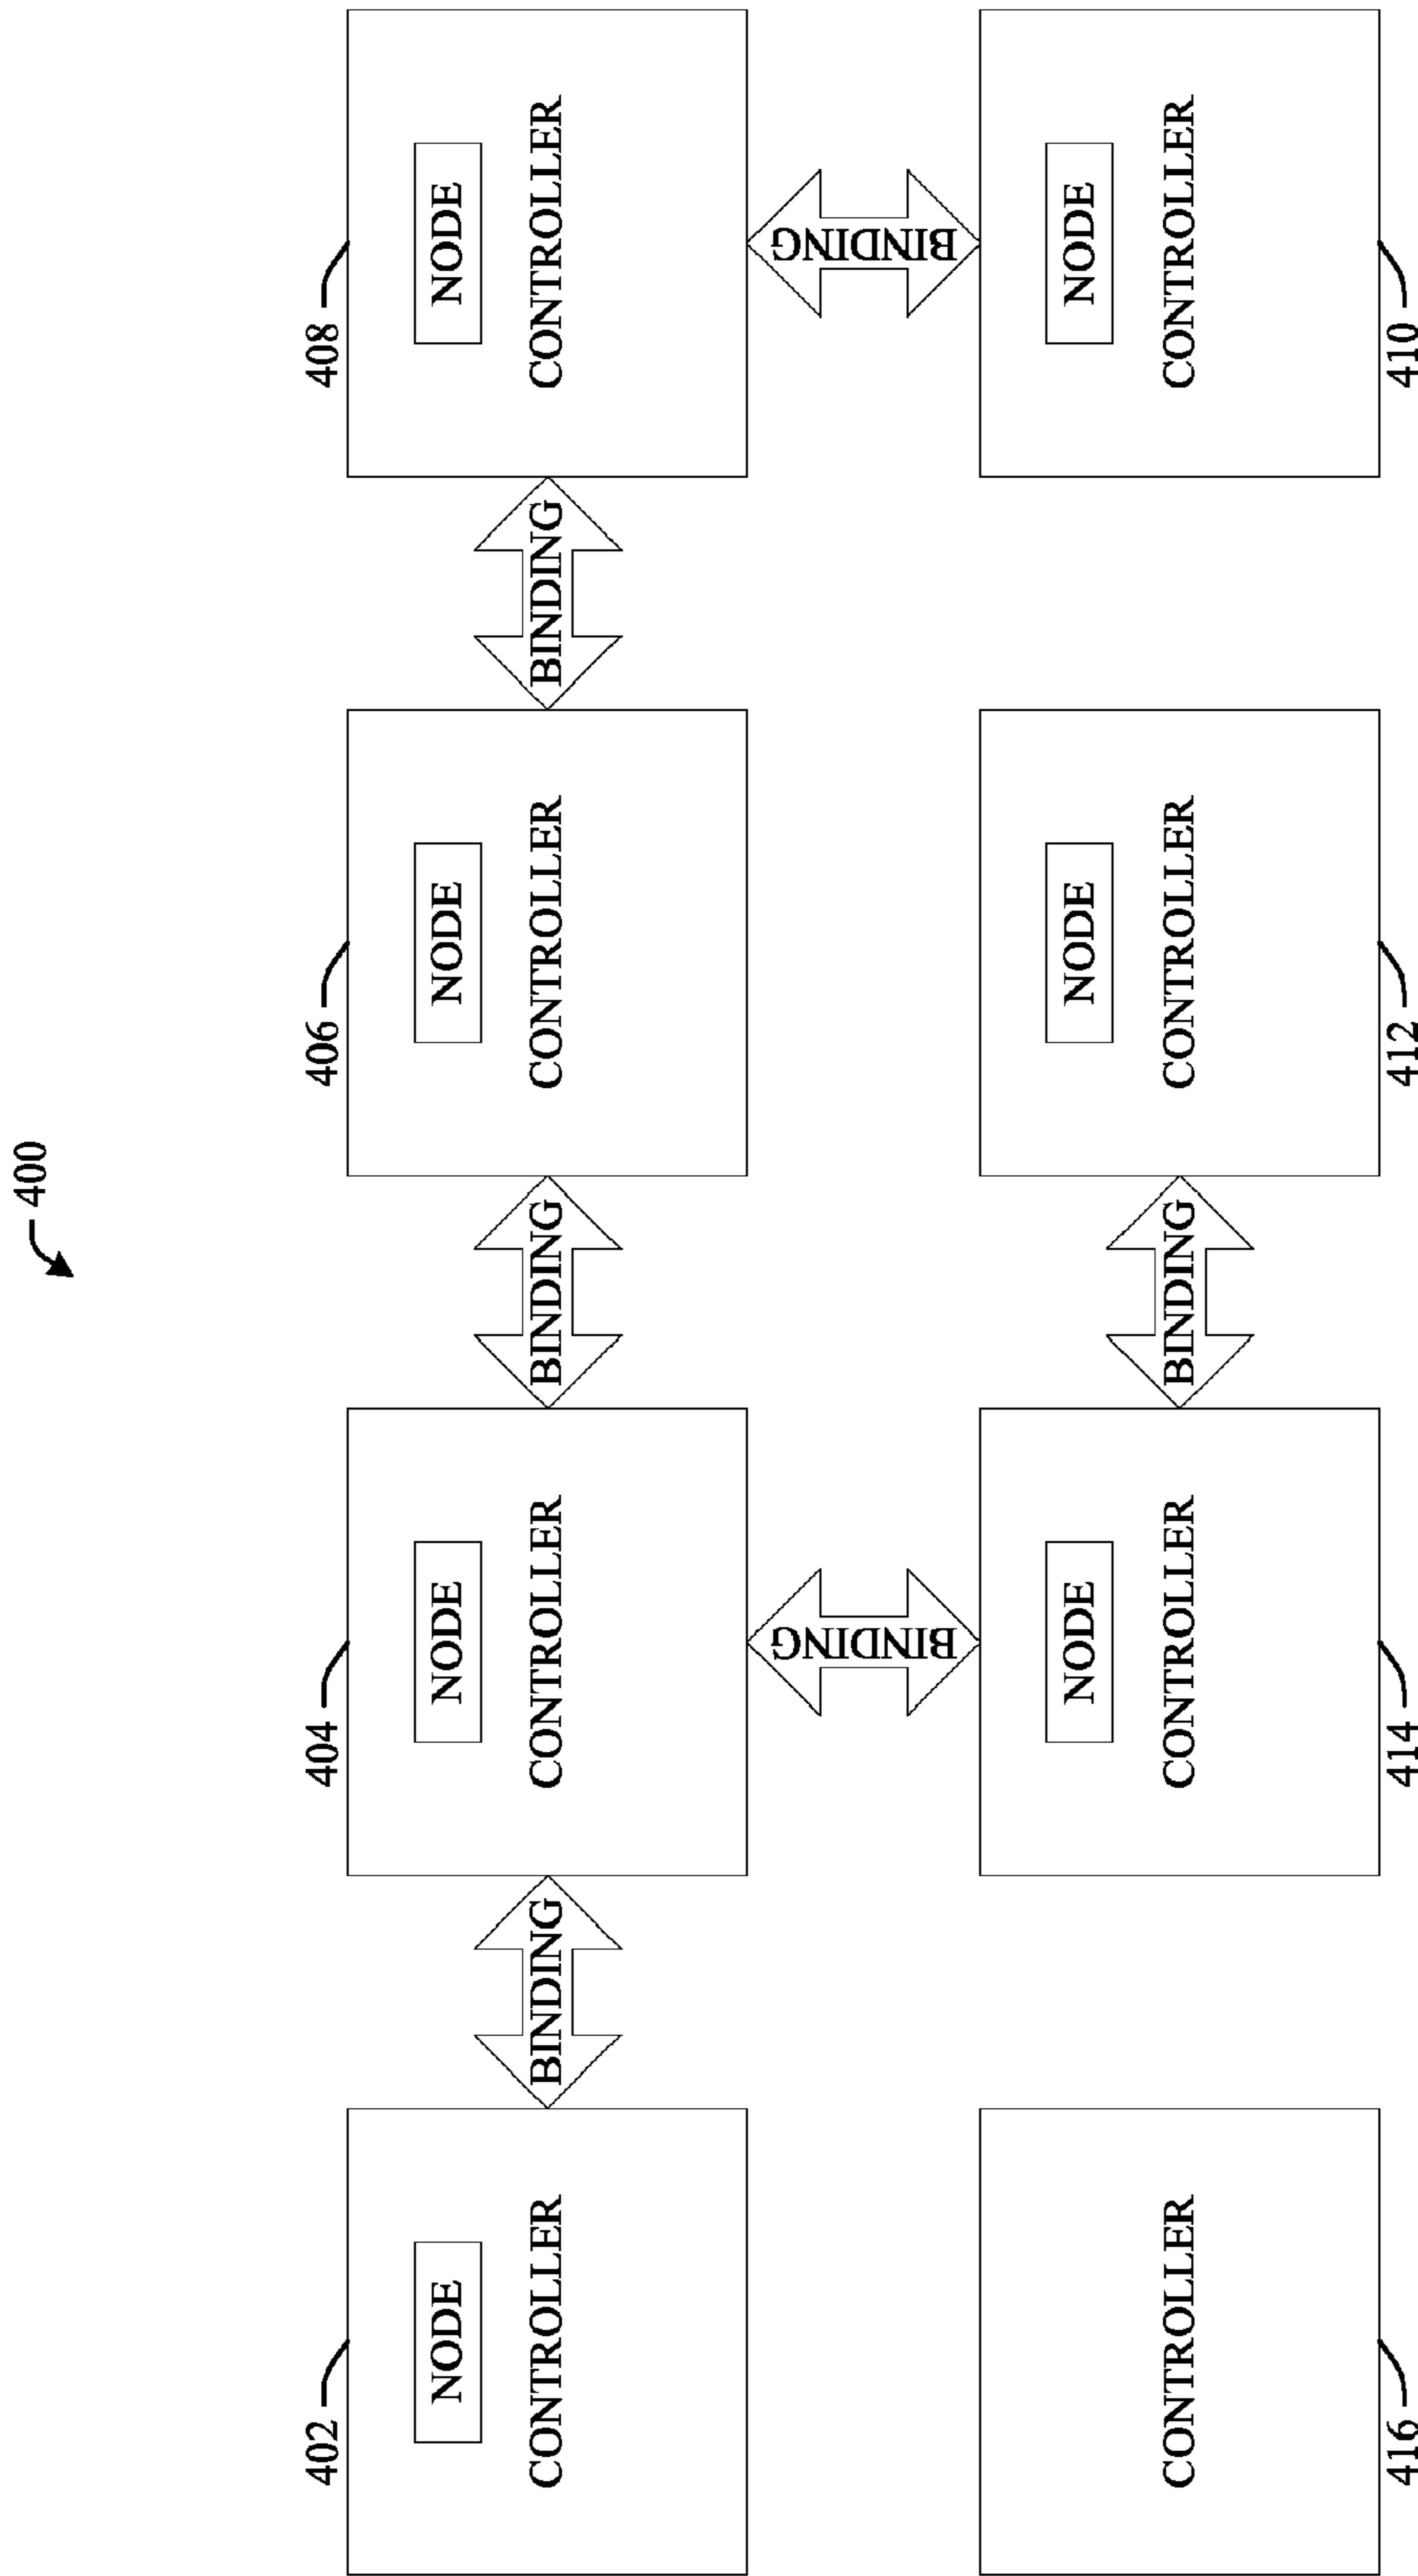 400
402
404
406
408
NODE
NODE
NODE
NODE
CONTROLLER
BINDING
CONTROLLER
BINDING
CONTROLLER
BINDING
CONTROLLER
BINDING
BINDING
NODE
NODE
NODE
CONTROLLER
CONTROLLER
BINDING
CONTROLLER
CONTROLLER
416
414
412
410